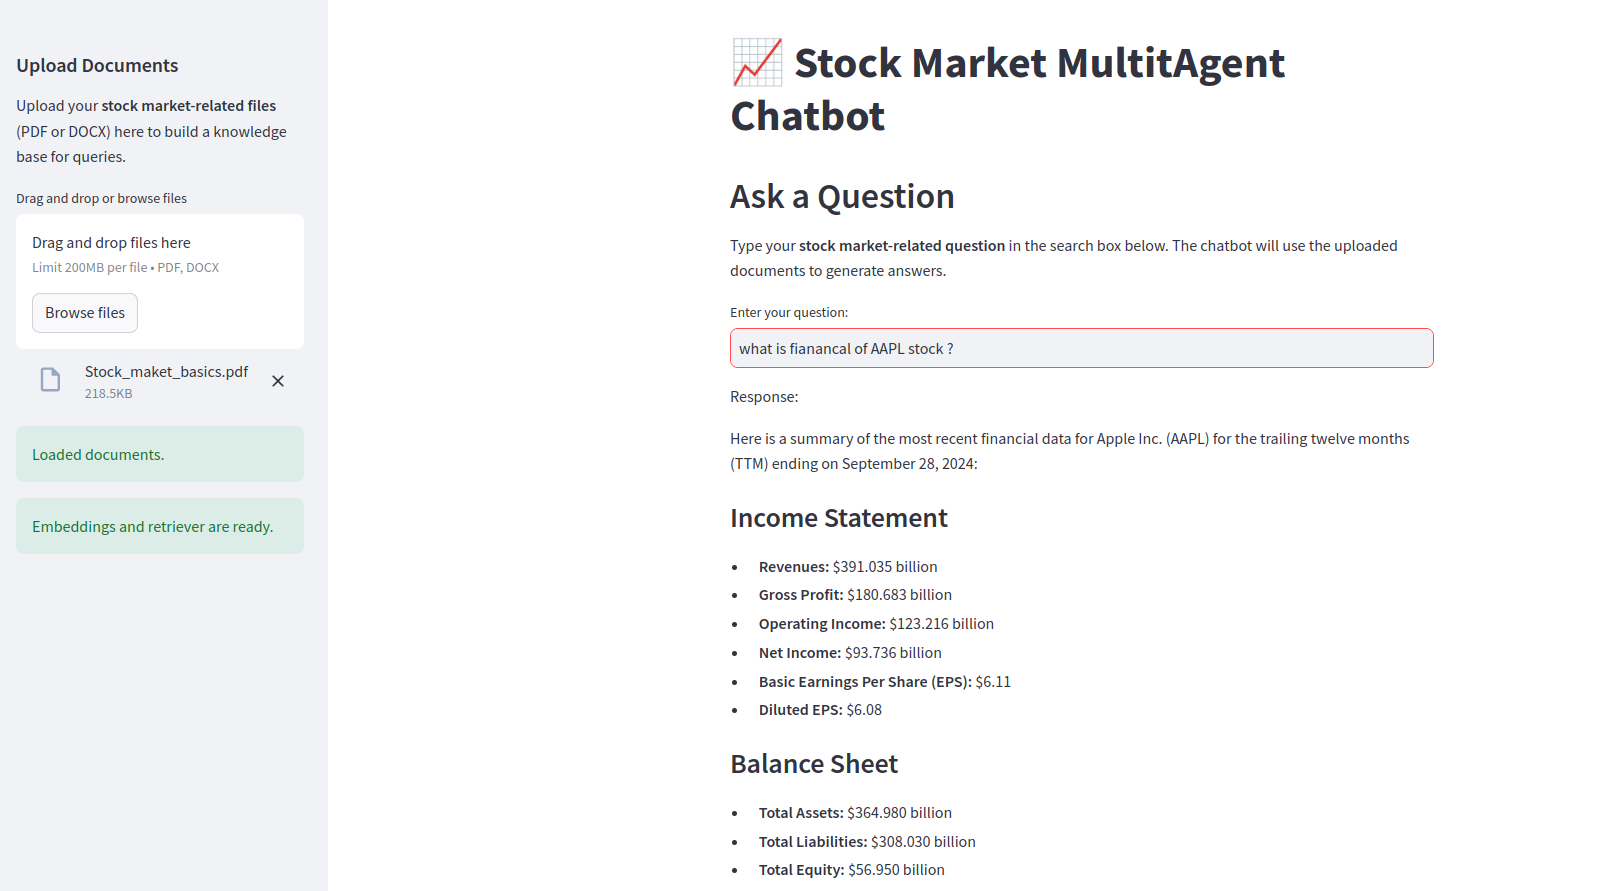 Upload Documents
Upload your stock market-related files
(PDF or DOCX) here to build a knowledge
base for queries.
Drag and drop or browse files
Drag and drop files here
Limit 200MB per file • PDF, DOCX
Browse files
Stock_maket_basics.pdf
218.5KB
Loaded documents.
Embeddings and retriever are ready.
Stock Market MultitAgent
Chatbot
Ask a Question
Type your stock market-related question in the search box below. The chatbot will use the uploaded
documents to generate answers.
Enter your question:
what is fianancal of AAPL stock ?
Response:
Here is a summary of the most recent financial data for Apple Inc. (AAPL) for the trailing twelve months
(TTM) ending on September 28, 2024:
Income Statement
• Revenues: $391.035 billion
• Gross Profit: $180.683 billion
• Operating Income: $123.216 billion
• Net Income: $93.736 billion
• Basic Earnings Per Share (EPS): $6.11
• Diluted EPS: $6.08
Balance Sheet
• Total Assets: $364.980 billion
• Total Liabilities: $308.030 billion
• Total Equity: $56.950 billion